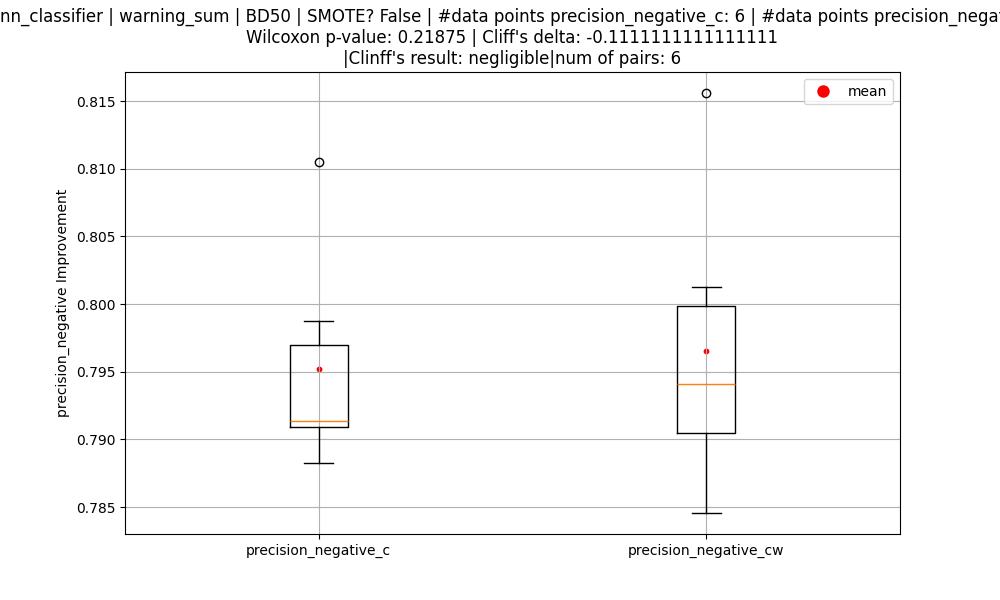 nn_classifier | warning_sum | BD50 | SMOTE? False | #data points precision_negative_c: 6 | #data points
Wilcoxon p-value: 0.21875 | Cliff's delta: -0.1111111111111111
|Clinff's result: negligible|num of pairs: 6
mean
0.815
0.810
0.805
0.800
0.795
0.790
0.785
precision_negative Improvement
precision_negative_c
precision_negative_cw